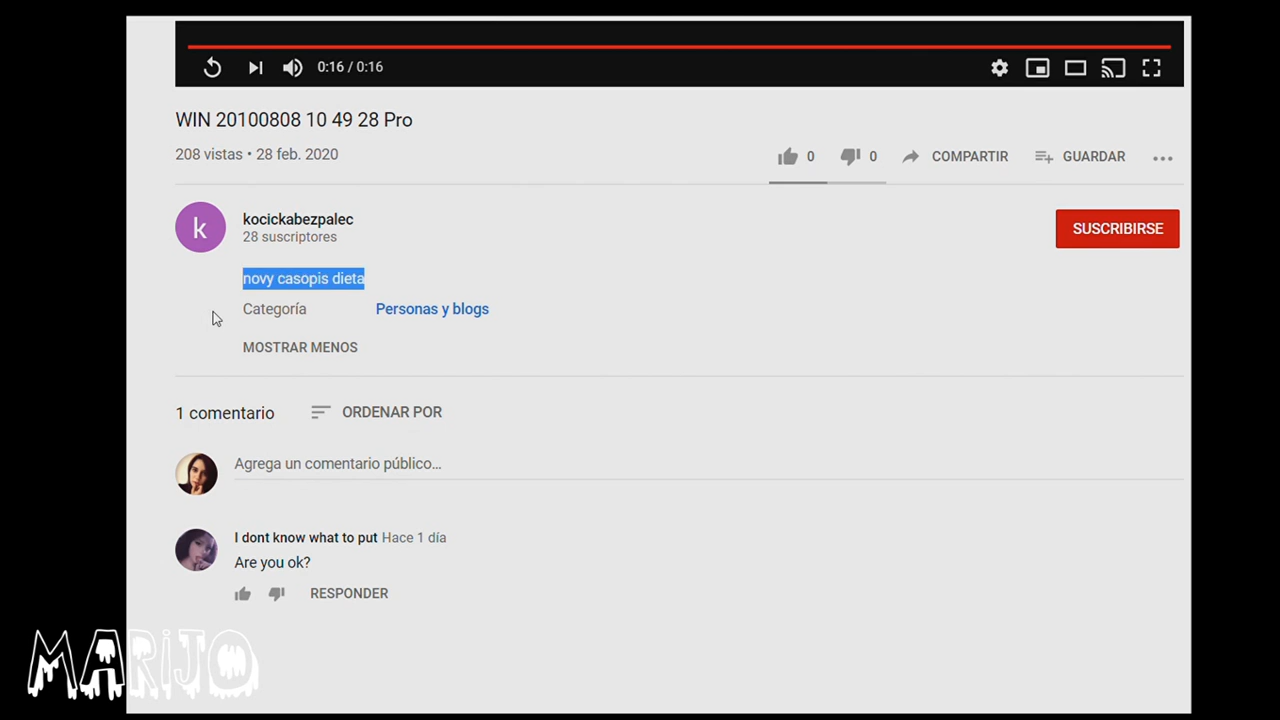 0:16 / 0:16
WIN 20100808 10 49 28 Pro
208 vistas • 28 feb. 2020
0 0 COMPARTIR GUARDAR
k
kocickabezpalec
28 suscriptores
SUSCRIBIRSE
novy casopis dieta
Categoría Personas y blogs
MOSTRAR MENOS
1 comentario ORDENAR POR
Agrega un comentario público...
I dont know what to put Hace 1 día
Are you ok?
RESPONDER
MARIJO